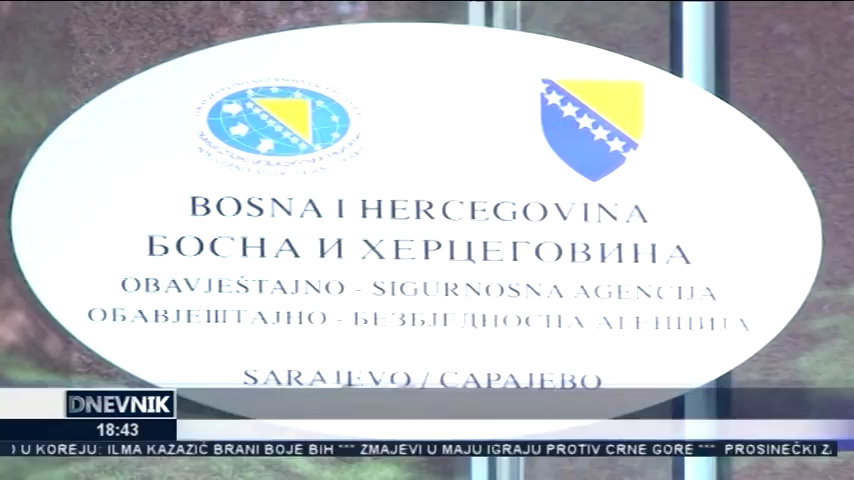 BOSNA I HERCEGOVINA
БОСНА И ХЕРЦЕГОВИНА
OBAVJEŠTAJNO - SIGURNOSNA AGENCIJA
ОБАВЈЕШТАЈНО - БЕЗБЈЕДНОСНА АГЕНЦИЈА
SARAJEVO / САРАЈЕВО
DNEVNIK
18:43
U KOREJU: ILMA KAZAZIĆ BRANI BOJE BIH *** ZMAJEVI U MAJU IGRAJU PROTIV CRNE GORE *** PROSINEČKI